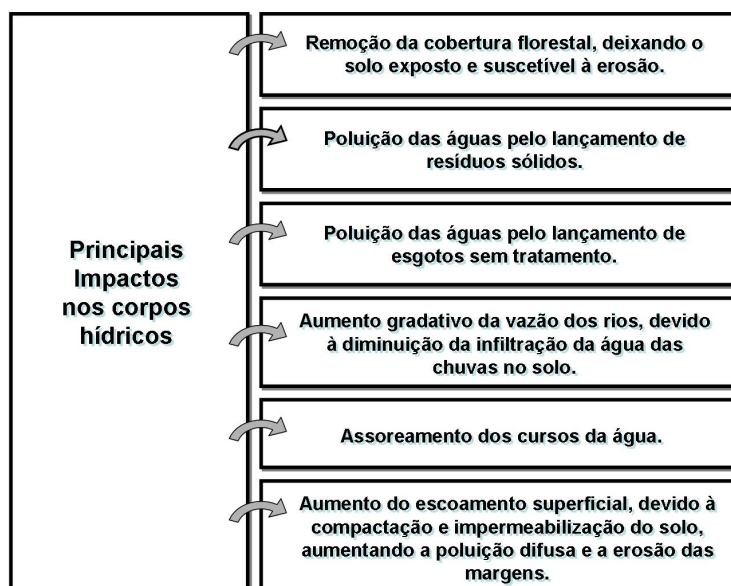 Principais
Impactos
nos corpos
hídricos
Remoção da cobertura florestal, deixando o
solo exposto e suscetível à erosão.
Poluição das águas pelo lançamento de
resíduos sólidos.
Poluição das águas pelo lançamento de
esgotos sem tratamento.
Aumento gradativo da vazão dos rios, devido
à diminuição da infiltração da água das
chuvas no solo.
Assoreamento dos cursos da água.
Aumento do escoamento superficial, devido à
compactação e impermeabilização do solo,
aumentando a poluição difusa e a erosão das
margens.